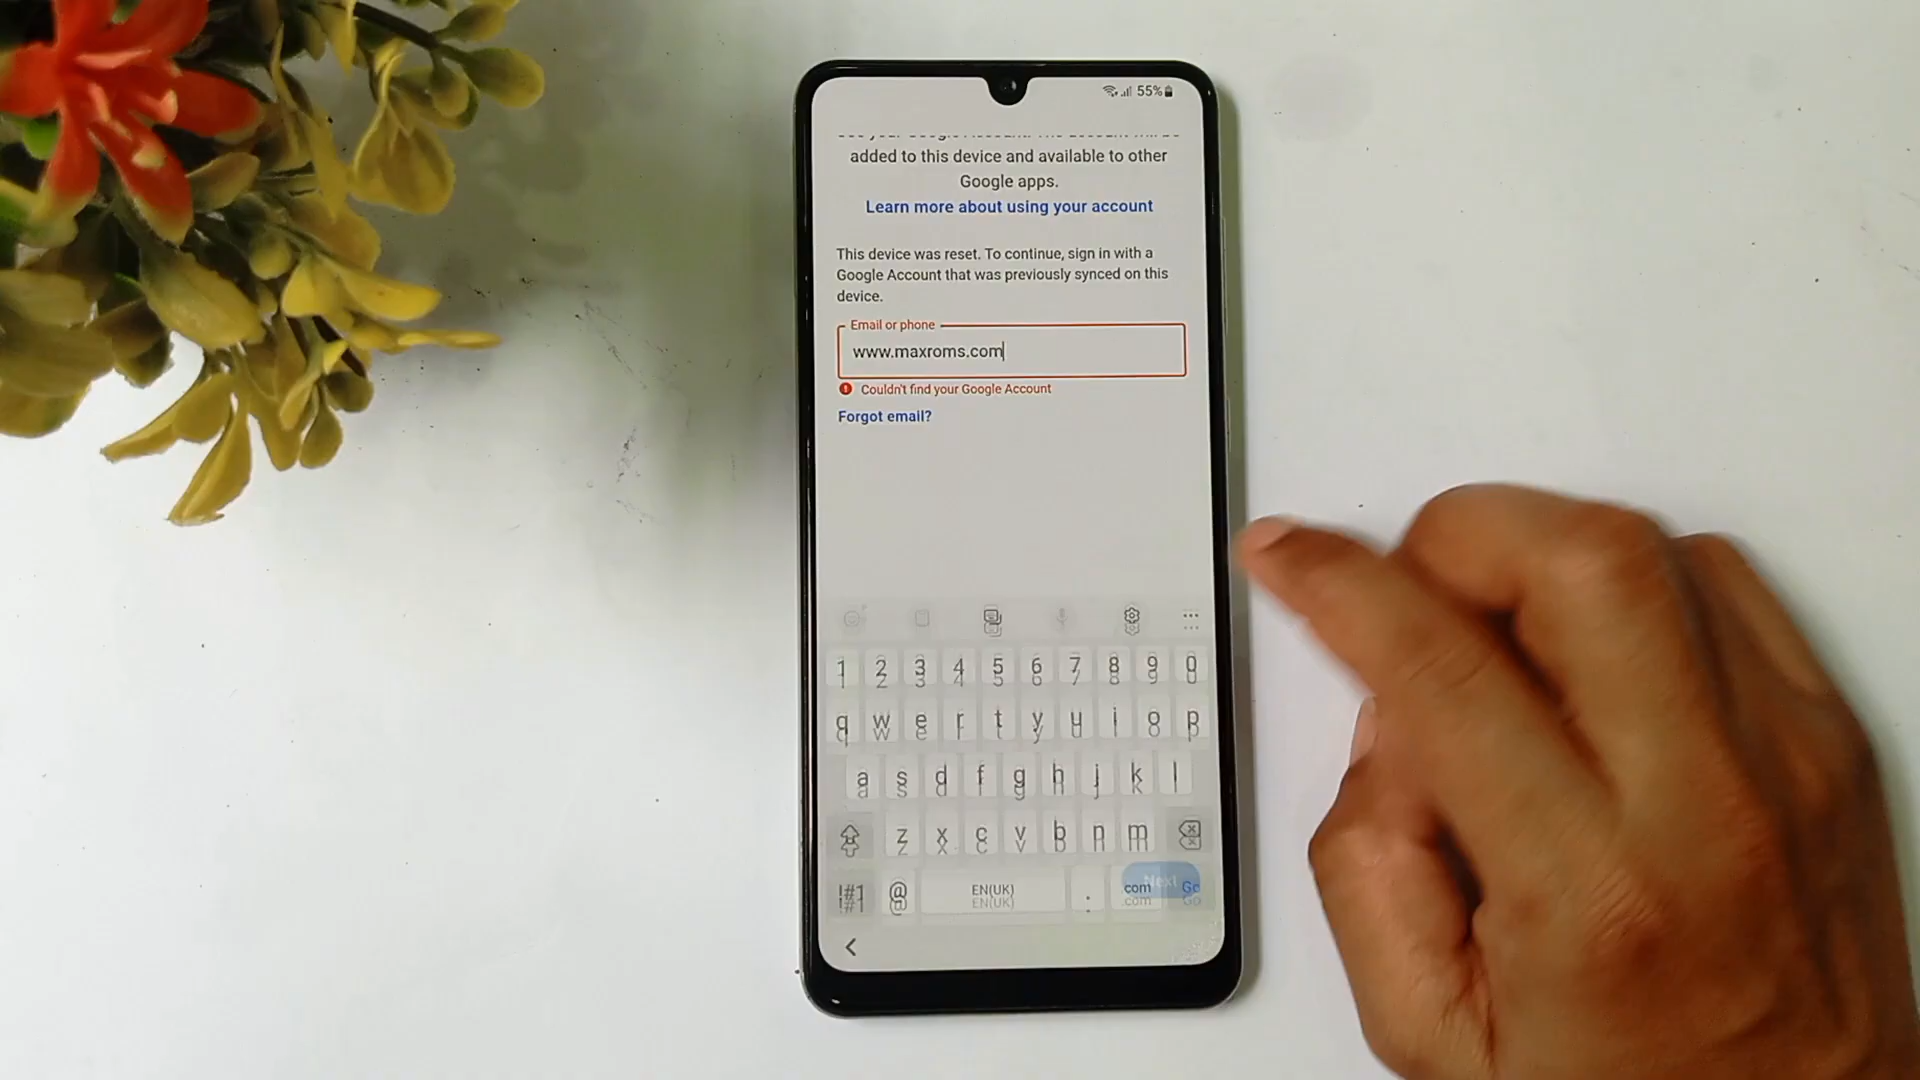 55%
added to this device and available to other
Google apps.
Learn more about using your account
This device was reset. To continue, sign in with a
Google Account that was previously synced on this
device.
Email or phone
www.maxroms.com
Couldn't find your Google Account
Forgot email?
1 2 3 4 5 6 7 8 9 0
q w e r t y u i o p
a s d f g h j k l
z x c v b n m
Next
!#1 @ EN(UK) . .com Go